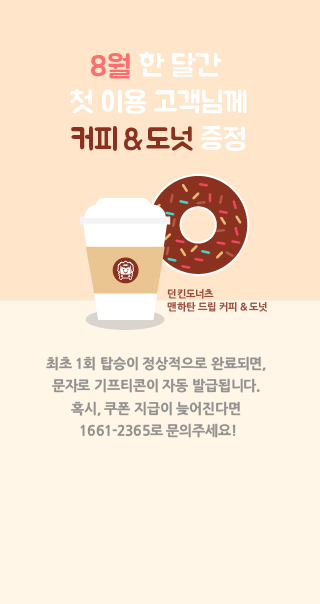 8월 한 달간
첫 이용 고객님께
커피 & 도넛 증정
던킨도너츠
맨하탄 드립 커피 & 도넛
최초 1회 탑승이 정상적으로 완료되면,
문자로 기프티콘이 자동 발급됩니다.
혹시, 쿠폰 지급이 늦어진다면
1661-2365로 문의주세요!